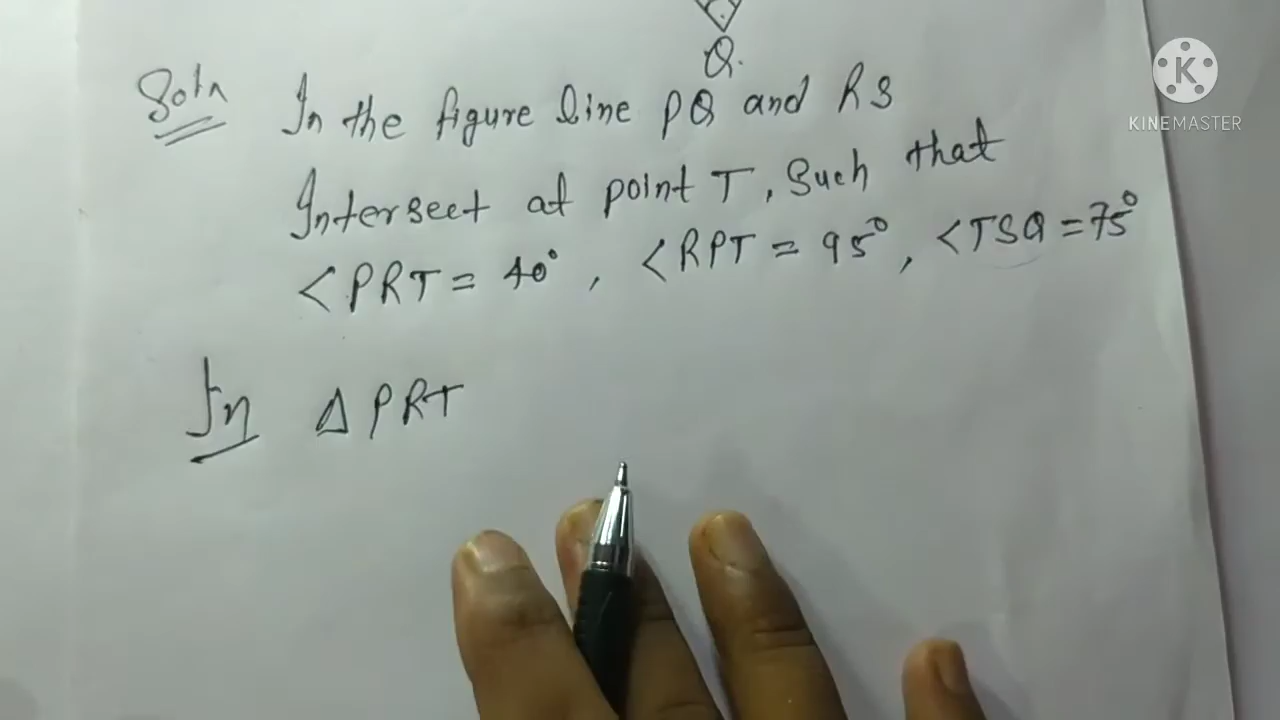 Q.
K
KINEMASTER
Soln In the figure line PQ and RS
Intersect at point T, Such that
<PRT = 40°, <RPT = 95°, <TSQ = 75°
In Δ PRT